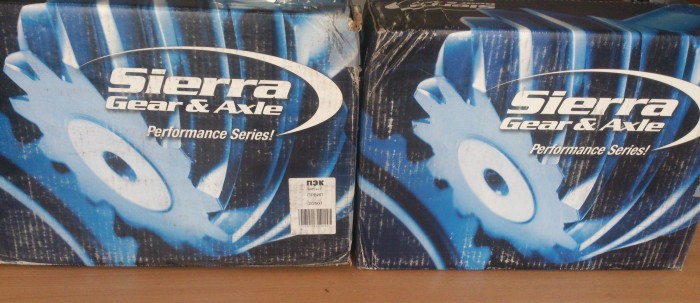 Sierra
Gear & Axle
Performance Series!
ПЭК
Sierra
Gear & Axle
Performance Series!